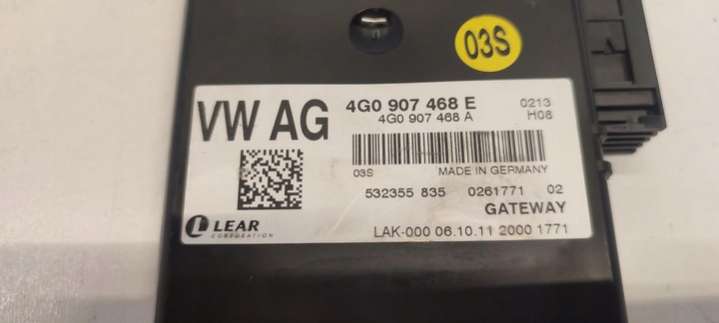 03S
VW AG
4G0 907 468 E
0213
4G0 907 468 A
H08
03S
MADE IN GERMANY
532355 835 0261771 02
GATEWAY
LEAR
CORPORATION
LAK-000 06.10.11 2000 1771